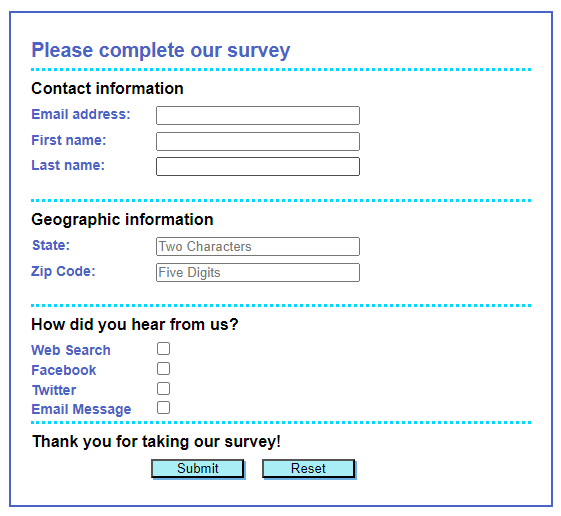 Please complete our survey
Contact information
Email address:
First name:
Last name:
Geographic information
State: Two Characters
Zip Code: Five Digits
How did you hear from us?
Web Search
Facebook
Twitter
Email Message
Thank you for taking our survey!
Submit Reset